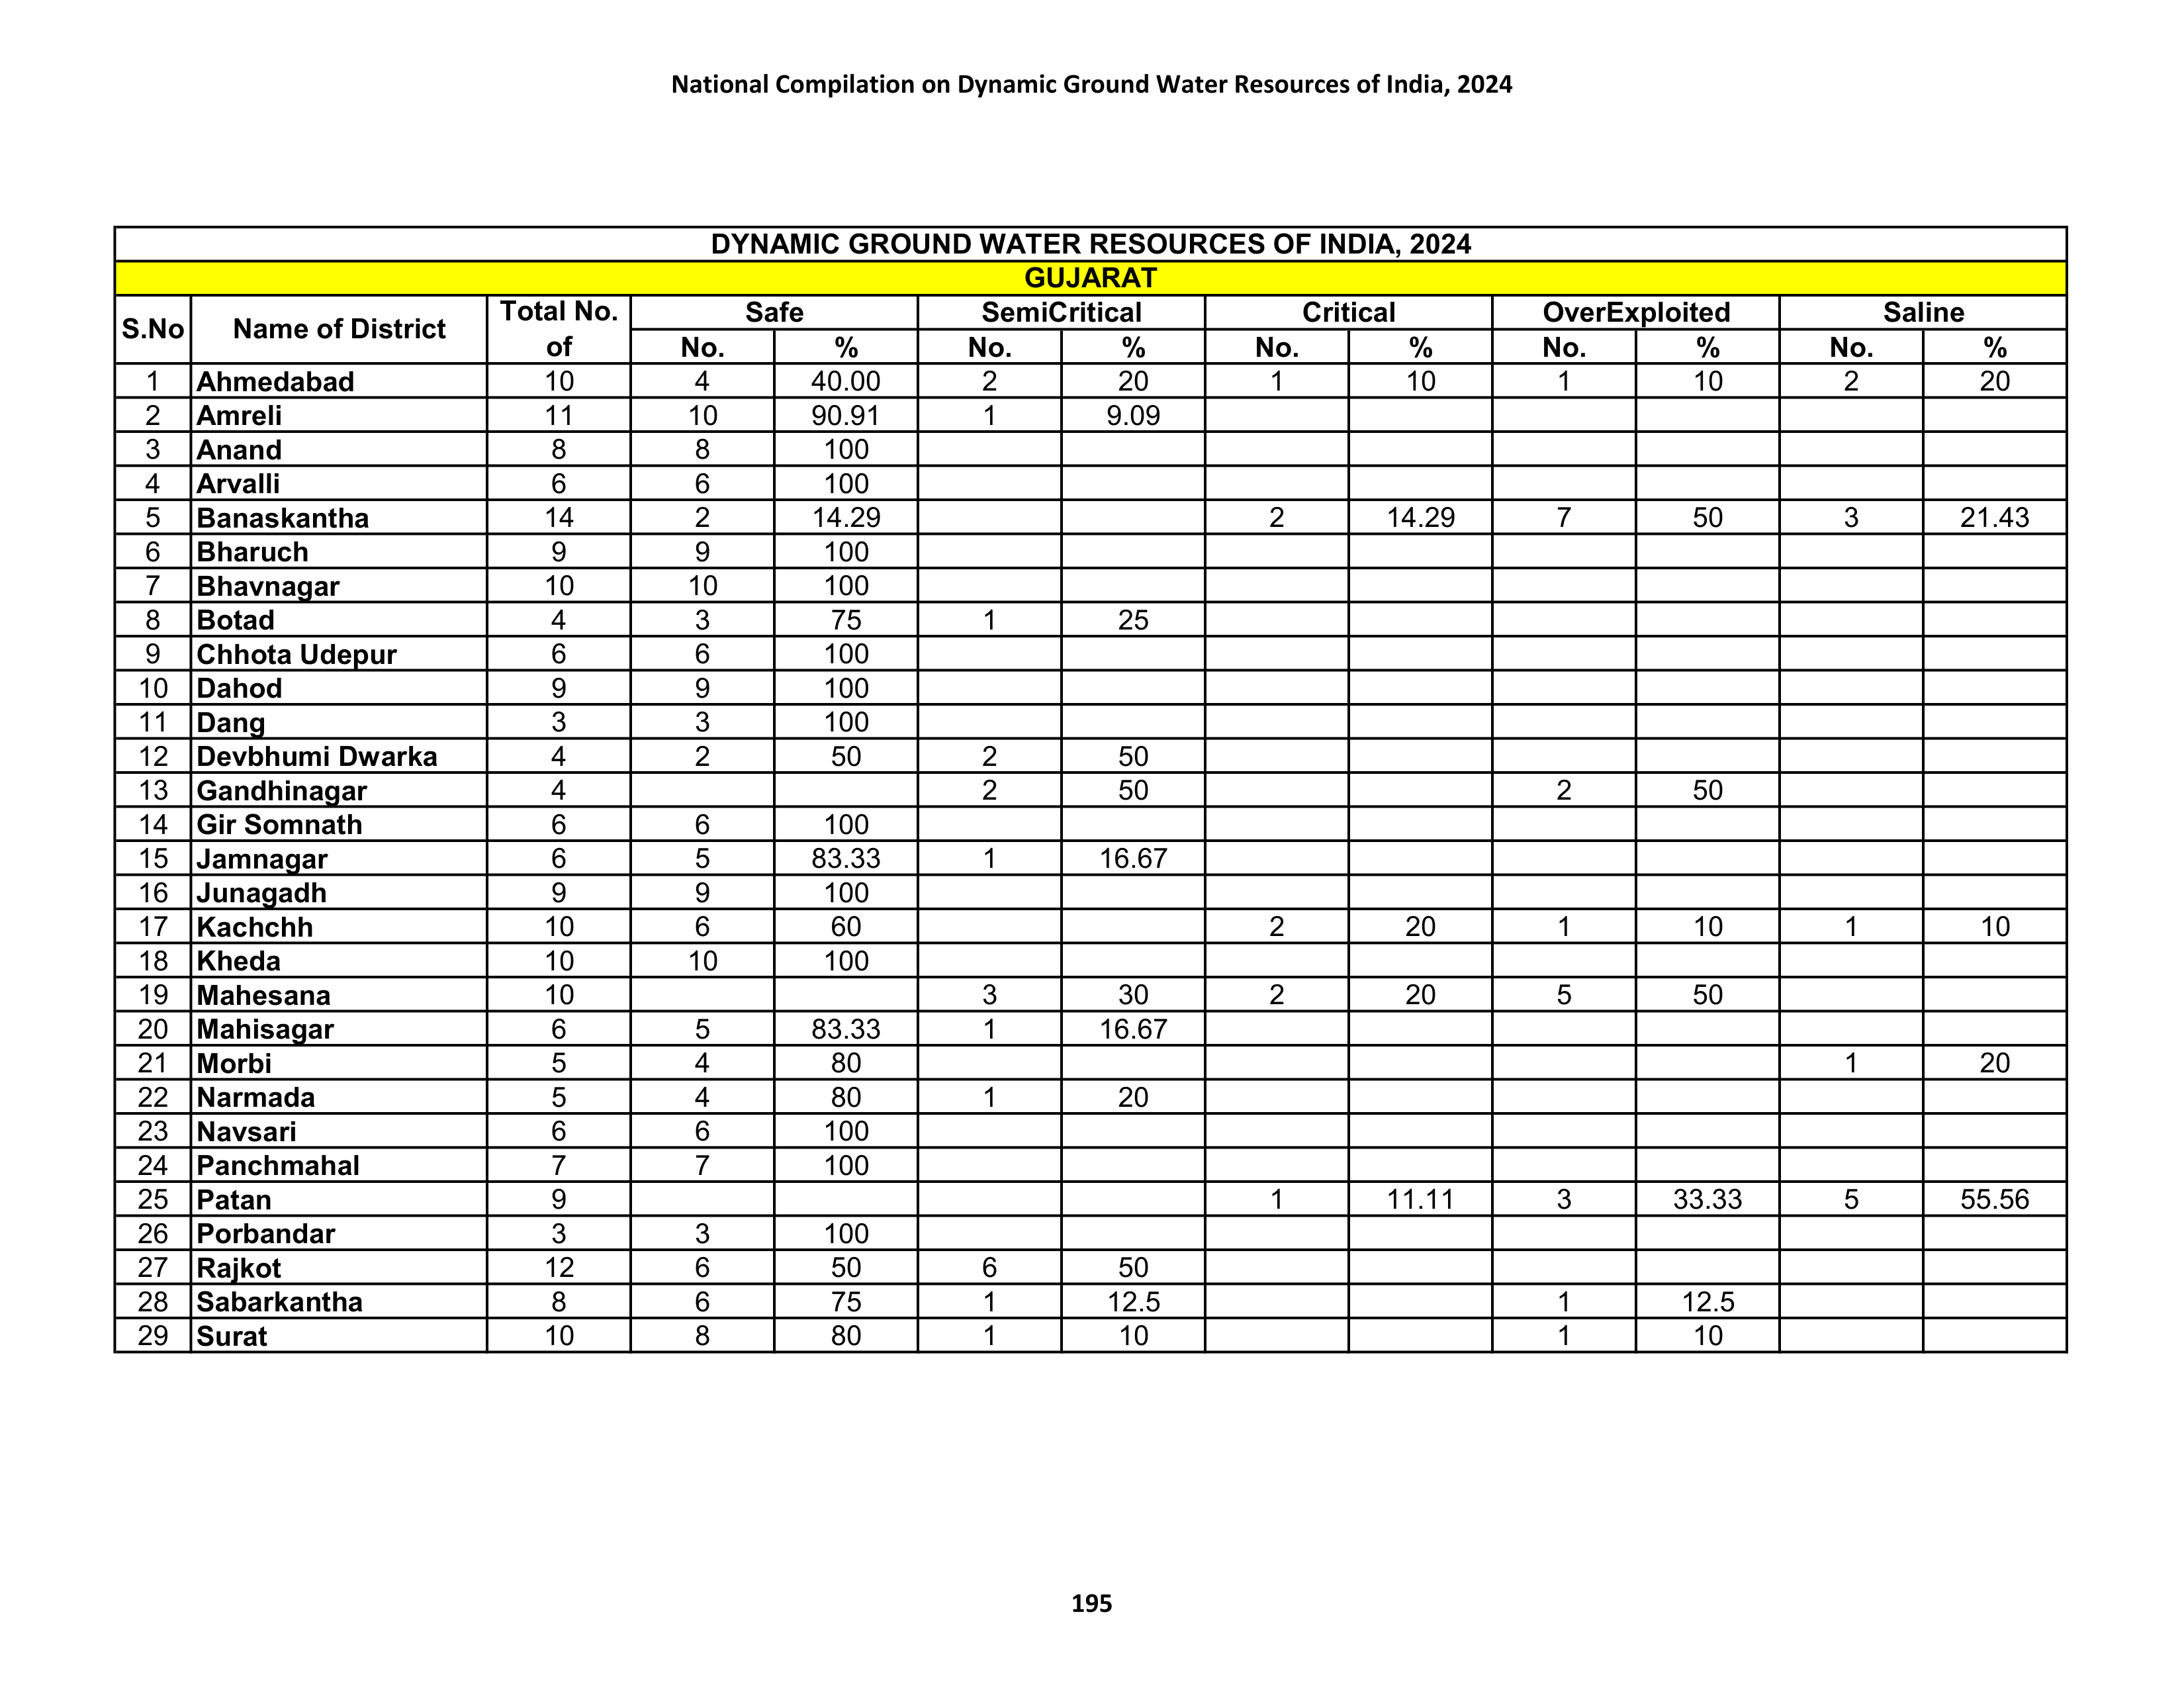 National Compilation on Dynamic Ground Water Resources of India, 2024
DYNAMIC GROUND WATER RESOURCES OF INDIA, 2024
GUJARAT
S.No Name of District Total No. of Safe SemiCritical Critical OverExploited Saline
No. % No. % No. % No. % No. %
1 Ahmedabad 10 4 40.00 2 20 1 10 1 10 2 20
2 Amreli 11 10 90.91 1 9.09
3 Anand 8 8 100
4 Arvalli 6 6 100
5 Banaskantha 14 2 14.29 2 14.29 7 50 3 21.43
6 Bharuch 9 9 100
7 Bhavnagar 10 10 100
8 Botad 4 3 75 1 25
9 Chhota Udepur 6 6 100
10 Dahod 9 9 100
11 Dang 3 3 100
12 Devbhumi Dwarka 4 2 50 2 50
13 Gandhinagar 4 2 50 2 50
14 Gir Somnath 6 6 100
15 Jamnagar 6 5 83.33 1 16.67
16 Junagadh 9 9 100
17 Kachchh 10 6 60 2 20 1 10 1 10
18 Kheda 10 10 100
19 Mahesana 10 3 30 2 20 5 50
20 Mahisagar 6 5 83.33 1 16.67
21 Morbi 5 4 80 1 20
22 Narmada 5 4 80 1 20
23 Navsari 6 6 100
24 Panchmahal 7 7 100
25 Patan 9 1 11.11 3 33.33 5 55.56
26 Porbandar 3 3 100
27 Rajkot 12 6 50 6 50
28 Sabarkantha 8 6 75 1 12.5 1 12.5
29 Surat 10 8 80 1 10 1 10
195